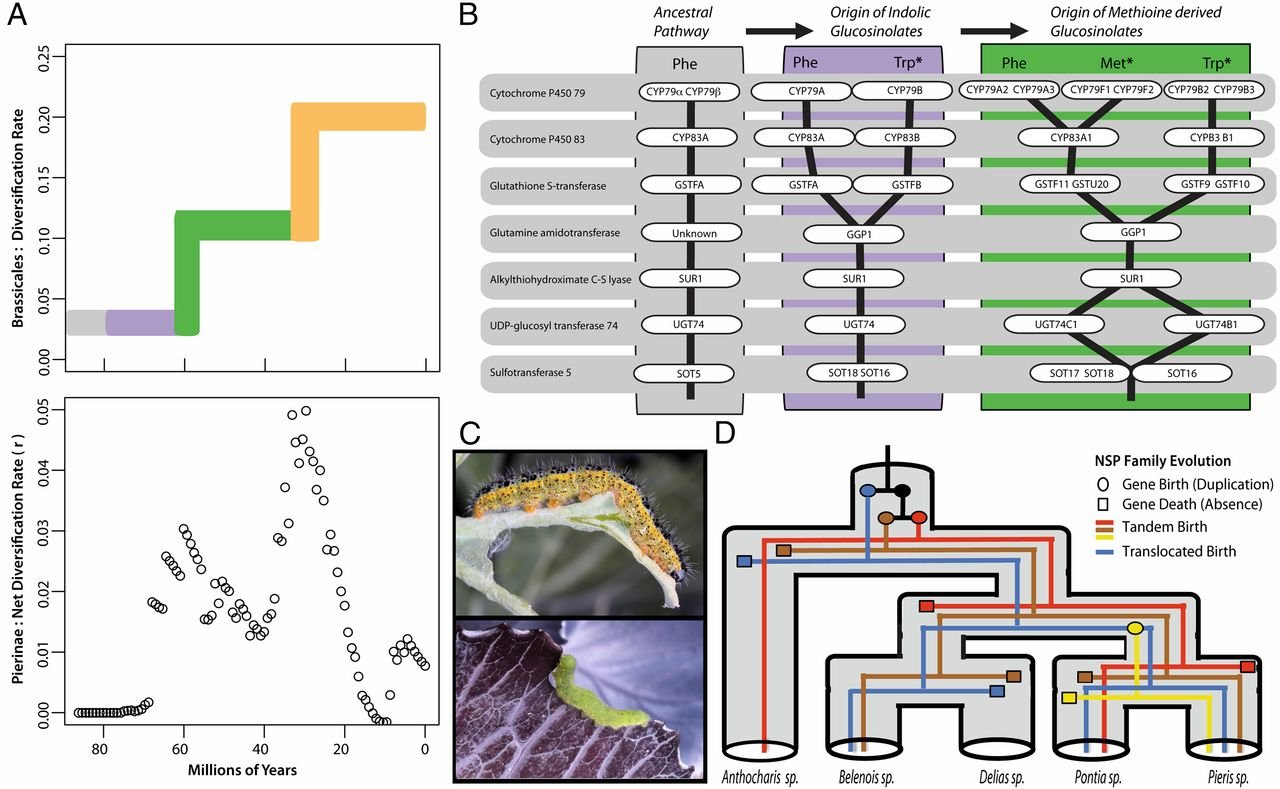 A
0.25
0.20
0.15
0.10
0.05
0.00
Brassicales : Diversification Rate
0.05
0.04
0.03
0.02
0.01
0.00
Pierinae : Net Diversification Rate ( r )
80 60 40 20 0
Millions of Years
B
Ancestral
Pathway
Origin of Indolic
Glucosinolates
Origin of Methioine derived
Glucosinolates
Phe
Phe Trp*
Phe Met* Trp*
Cytochrome P450 79
CYP79α CYP79β
CYP79A
CYP79B
CYP79A2 CYP79A3
CYP79F1 CYP79F2
CYP79B2 CYP79B3
Cytochrome P450 83
CYP83A
CYP83A
CYP83B
CYP83A1
CYPB3 B1
Glutathione S-transferase
GSTFA
GSTFA
GSTFB
GSTF11 GSTU20
GSTF9 GSTF10
Glutamine amidotransferase
Unknown
GGP1
GGP1
Alkylthiohydroximate C-S lyase
SUR1
SUR1
SUR1
UDP-glucosyl transferase 74
UGT74
UGT74
UGT74C1
UGT74B1
Sulfotransferase 5
SOT5
SOT18 SOT16
SOT17 SOT18
SOT16
C
D
NSP Family Evolution
Gene Birth (Duplication)
Gene Death (Absence)
Tandem Birth
Translocated Birth
Anthocharis sp.
Belenois sp.
Delias sp.
Pontia sp.
Pieris sp.